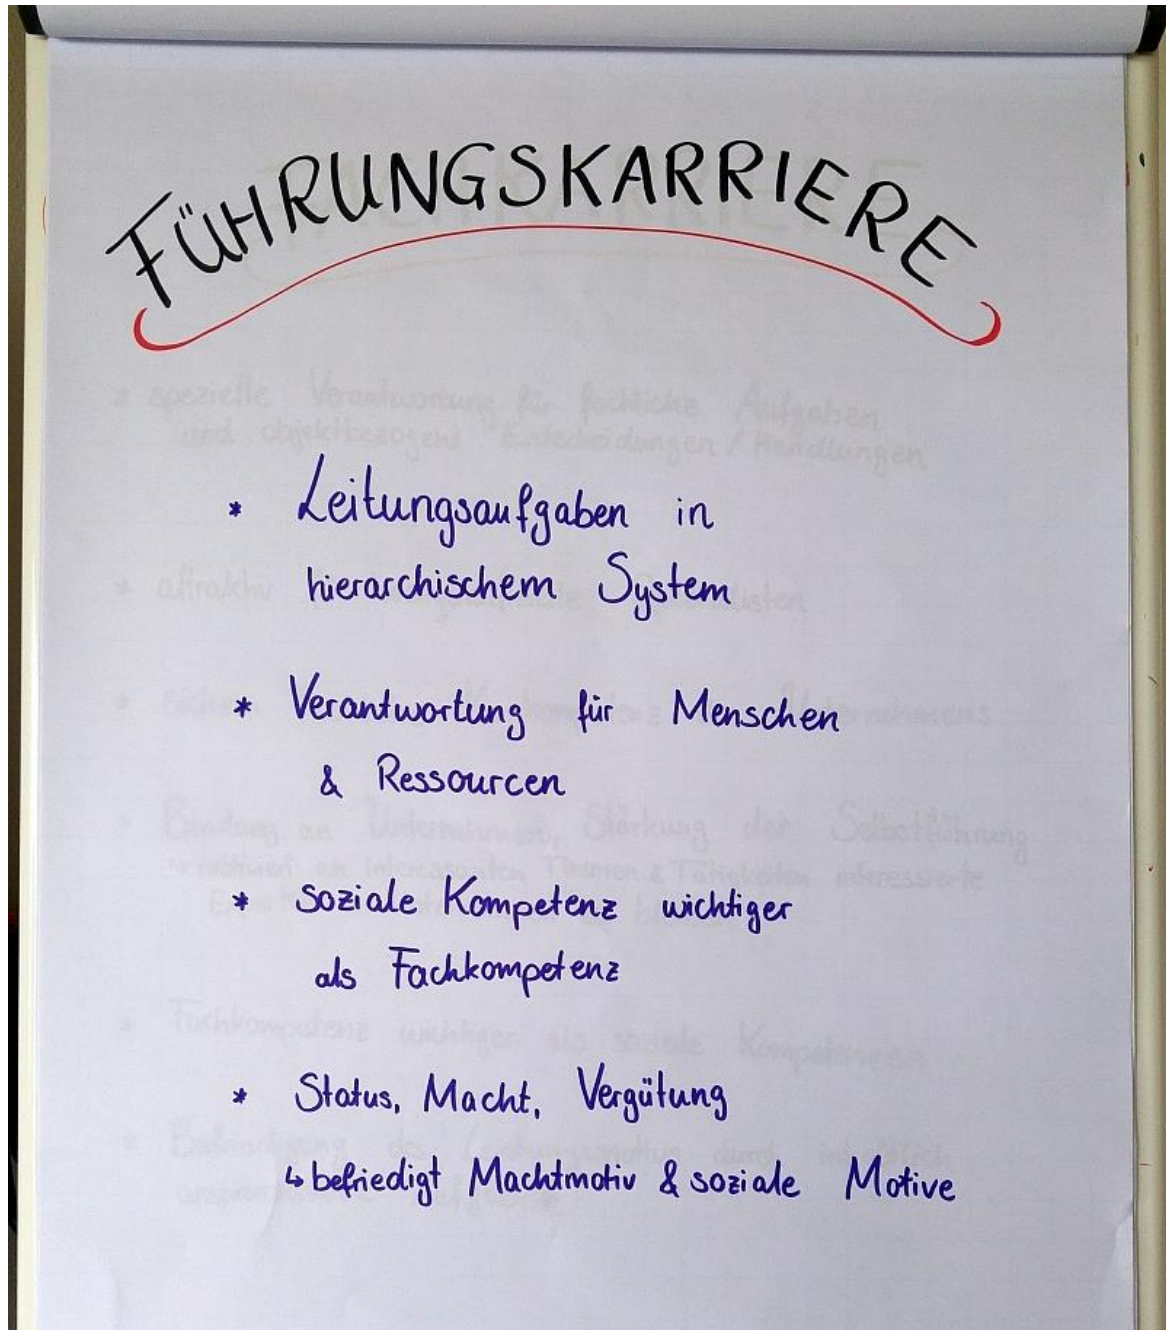 FÜHRUNGSKARRIERE
* Leitungsaufgaben in
hierarchischem System
* Verantwortung für Menschen
& Ressourcen
* soziale Kompetenz wichtiger
als Fachkompetenz
* Status, Macht, Vergütung
↳ befriedigt Machtmotiv & soziale Motive